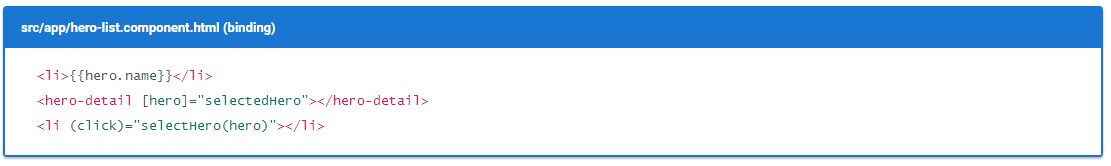 src/app/hero-list.component.html (binding)
<li>{{hero.name}}</li>
<hero-detail [hero]="selectedHero"></hero-detail>
<li (click)="selectHero(hero)"></li>